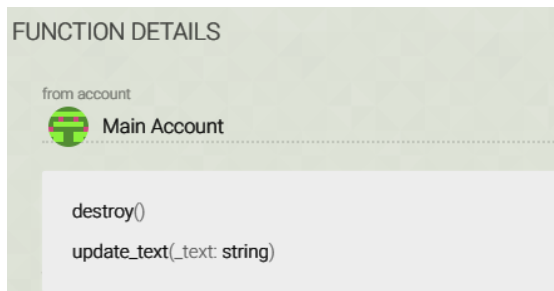 FUNCTION DETAILS
from account
Main Account
destroy()
update_text(_text: string)